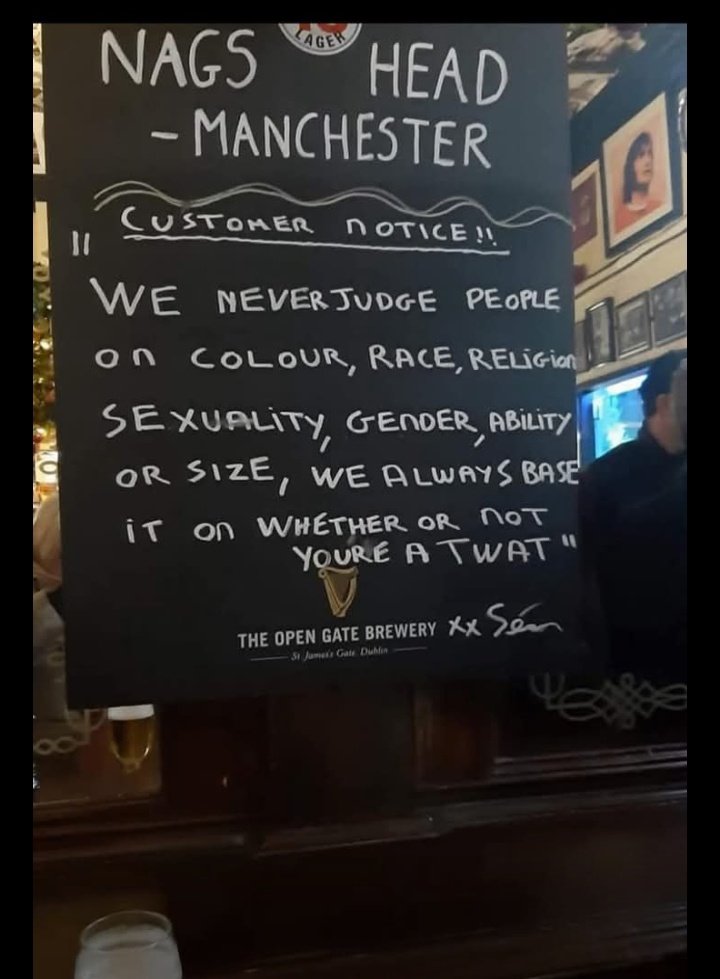 LAGER
NAGS HEAD
- MANCHESTER
CUSTOMER NOTICE!!
"WE NEVER JUDGE PEOPLE
on COLOUR, RACE, RELIGion
SEXUALITY, GENDER, ABILITY
OR SIZE, WE ALWAYS BASE
iT on WHETHER OR NOT
YOURE A TWAT"
THE OPEN GATE BREWERY xx Seán
St James's Gate Dublin